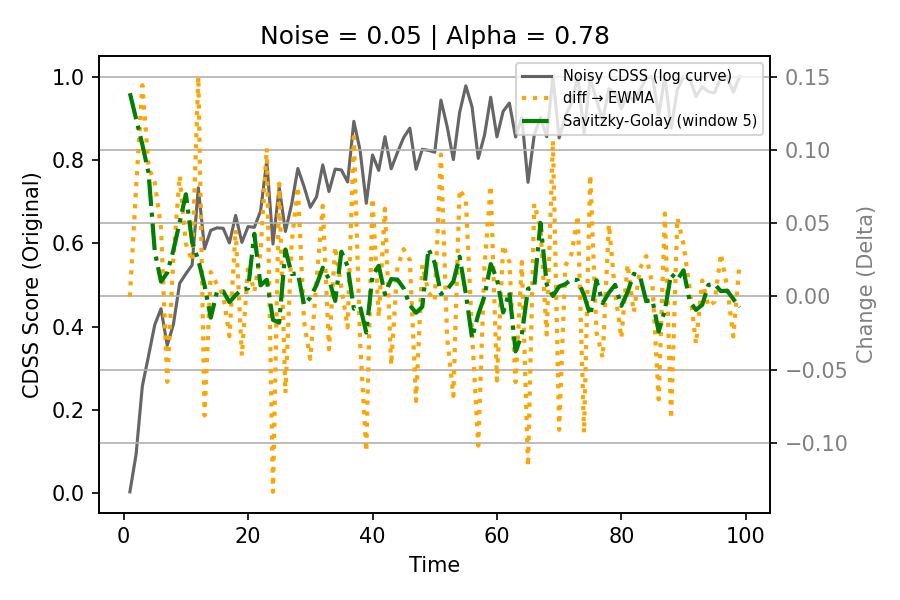 Noise = 0.05 | Alpha = 0.78
Noisy CDSS (log curve)
diff → EWMA
Savitzky-Golay (window 5)
CDSS Score (Original)
1.0
0.8
0.6
0.4
0.2
0.0
0.15
0.10
0.05
0.00
−0.05
−0.10
Change (Delta)
0 20 40 60 80 100
Time